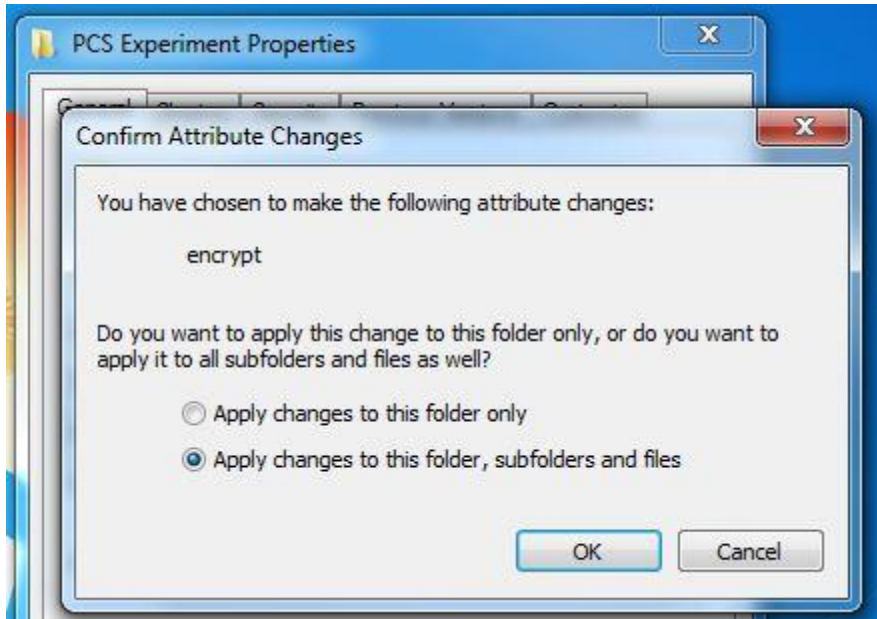 PCS Experiment Properties
General
Confirm Attribute Changes
You have chosen to make the following attribute changes:
encrypt
Do you want to apply this change to this folder only, or do you want to
apply it to all subfolders and files as well?
Apply changes to this folder only
Apply changes to this folder, subfolders and files
OK Cancel